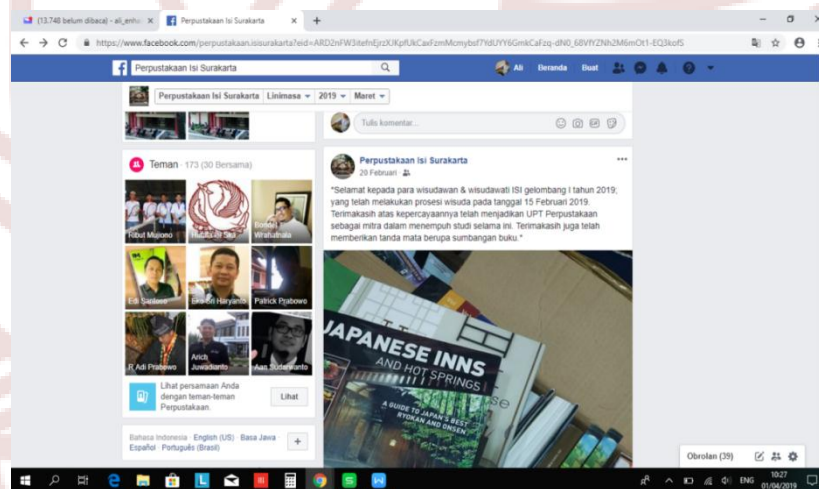 (13.748 belum dibaca) - ali_enha
Perpustakaan Isi Surakarta
https://www.facebook.com/perpustakaan.isisurakarta
Perpustakaan Isi Surakarta
Ali Beranda Buat
Perpustakaan Isi Surakarta Linimasa 2019 Maret
Tulis komentar...
Teman · 173 (30 Bersama)
Ribut Mujiono
Wirahatnala
Edi Santoso
Eko Sri Haryanto
Patrick Prabowo
R Adi Prabowo
Arich Juwadianto
Aan Sudarwanto
Lihat persamaan Anda
dengan teman-teman
Perpustakaan.
Lihat
Bahasa Indonesia · English (US) · Basa Jawa ·
Español · Português (Brasil)
Perpustakaan Isi Surakarta
20 Februari
"Selamat kepada para wisudawan & wisudawati ISI gelombang I tahun 2019;
yang telah melakukan prosesi wisuda pada tanggal 15 Februari 2019.
Terimakasih atas kepercayaannya telah menjadikan UPT Perpustakaan
sebagai mitra dalam menempuh studi selama ini. Terimakasih juga telah
memberikan tanda mata berupa sumbangan buku."
JAPANESE INNS
AND HOT SPRINGS
A GUIDE TO JAPAN'S BEST
RYOKAN AND ONSEN
Obrolan (39)
ENG
10:27
01/04/2019